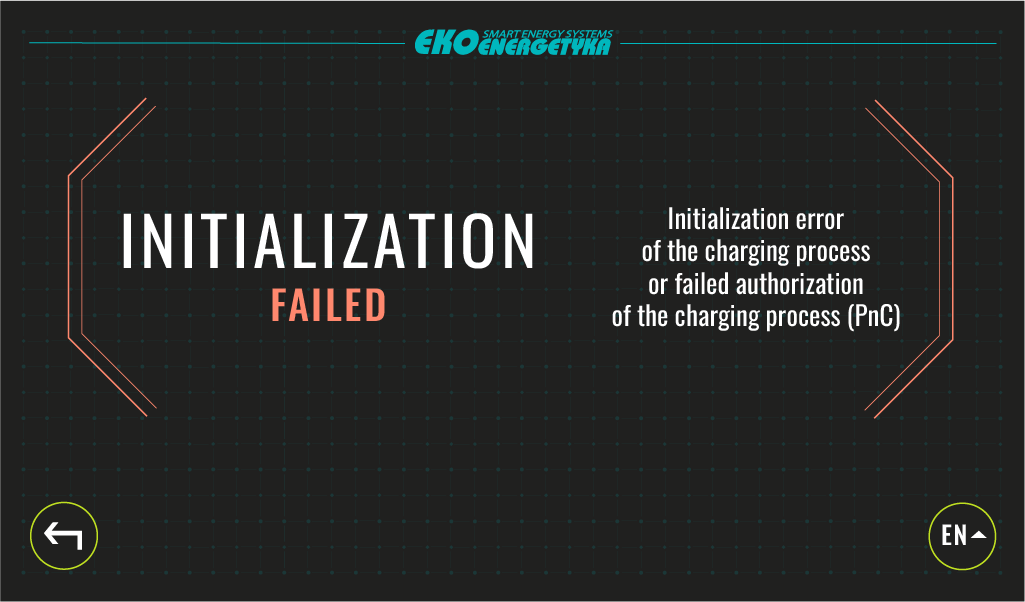 EKO SMART ENERGY SYSTEMS
ENERGETYKA
INITIALIZATION
FAILED
Initialization error
of the charging process
or failed authorization
of the charging process (PnC)
EN